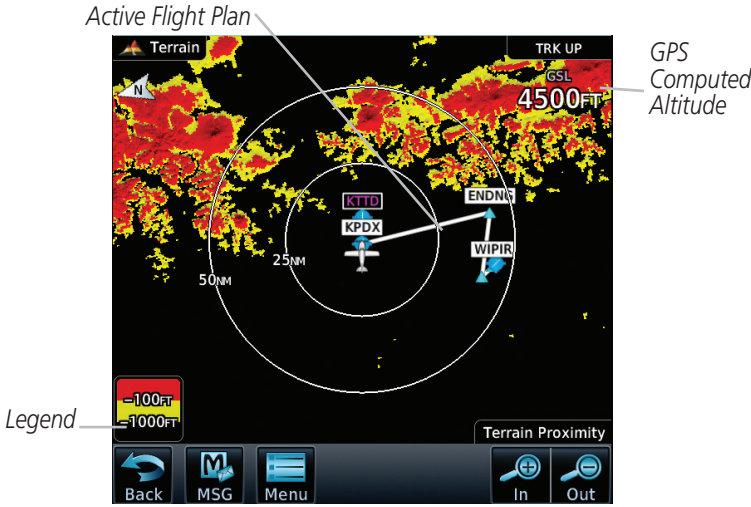 Active Flight Plan
Terrain
TRK UP
GPS
Computed
Altitude
N
GSL
4500FT
KTTD
ENDNG
KPDX
WIPIR
25NM
50NM
-100FT
-1000FT
Legend
Terrain Proximity
Back
MSG
Menu
In
Out